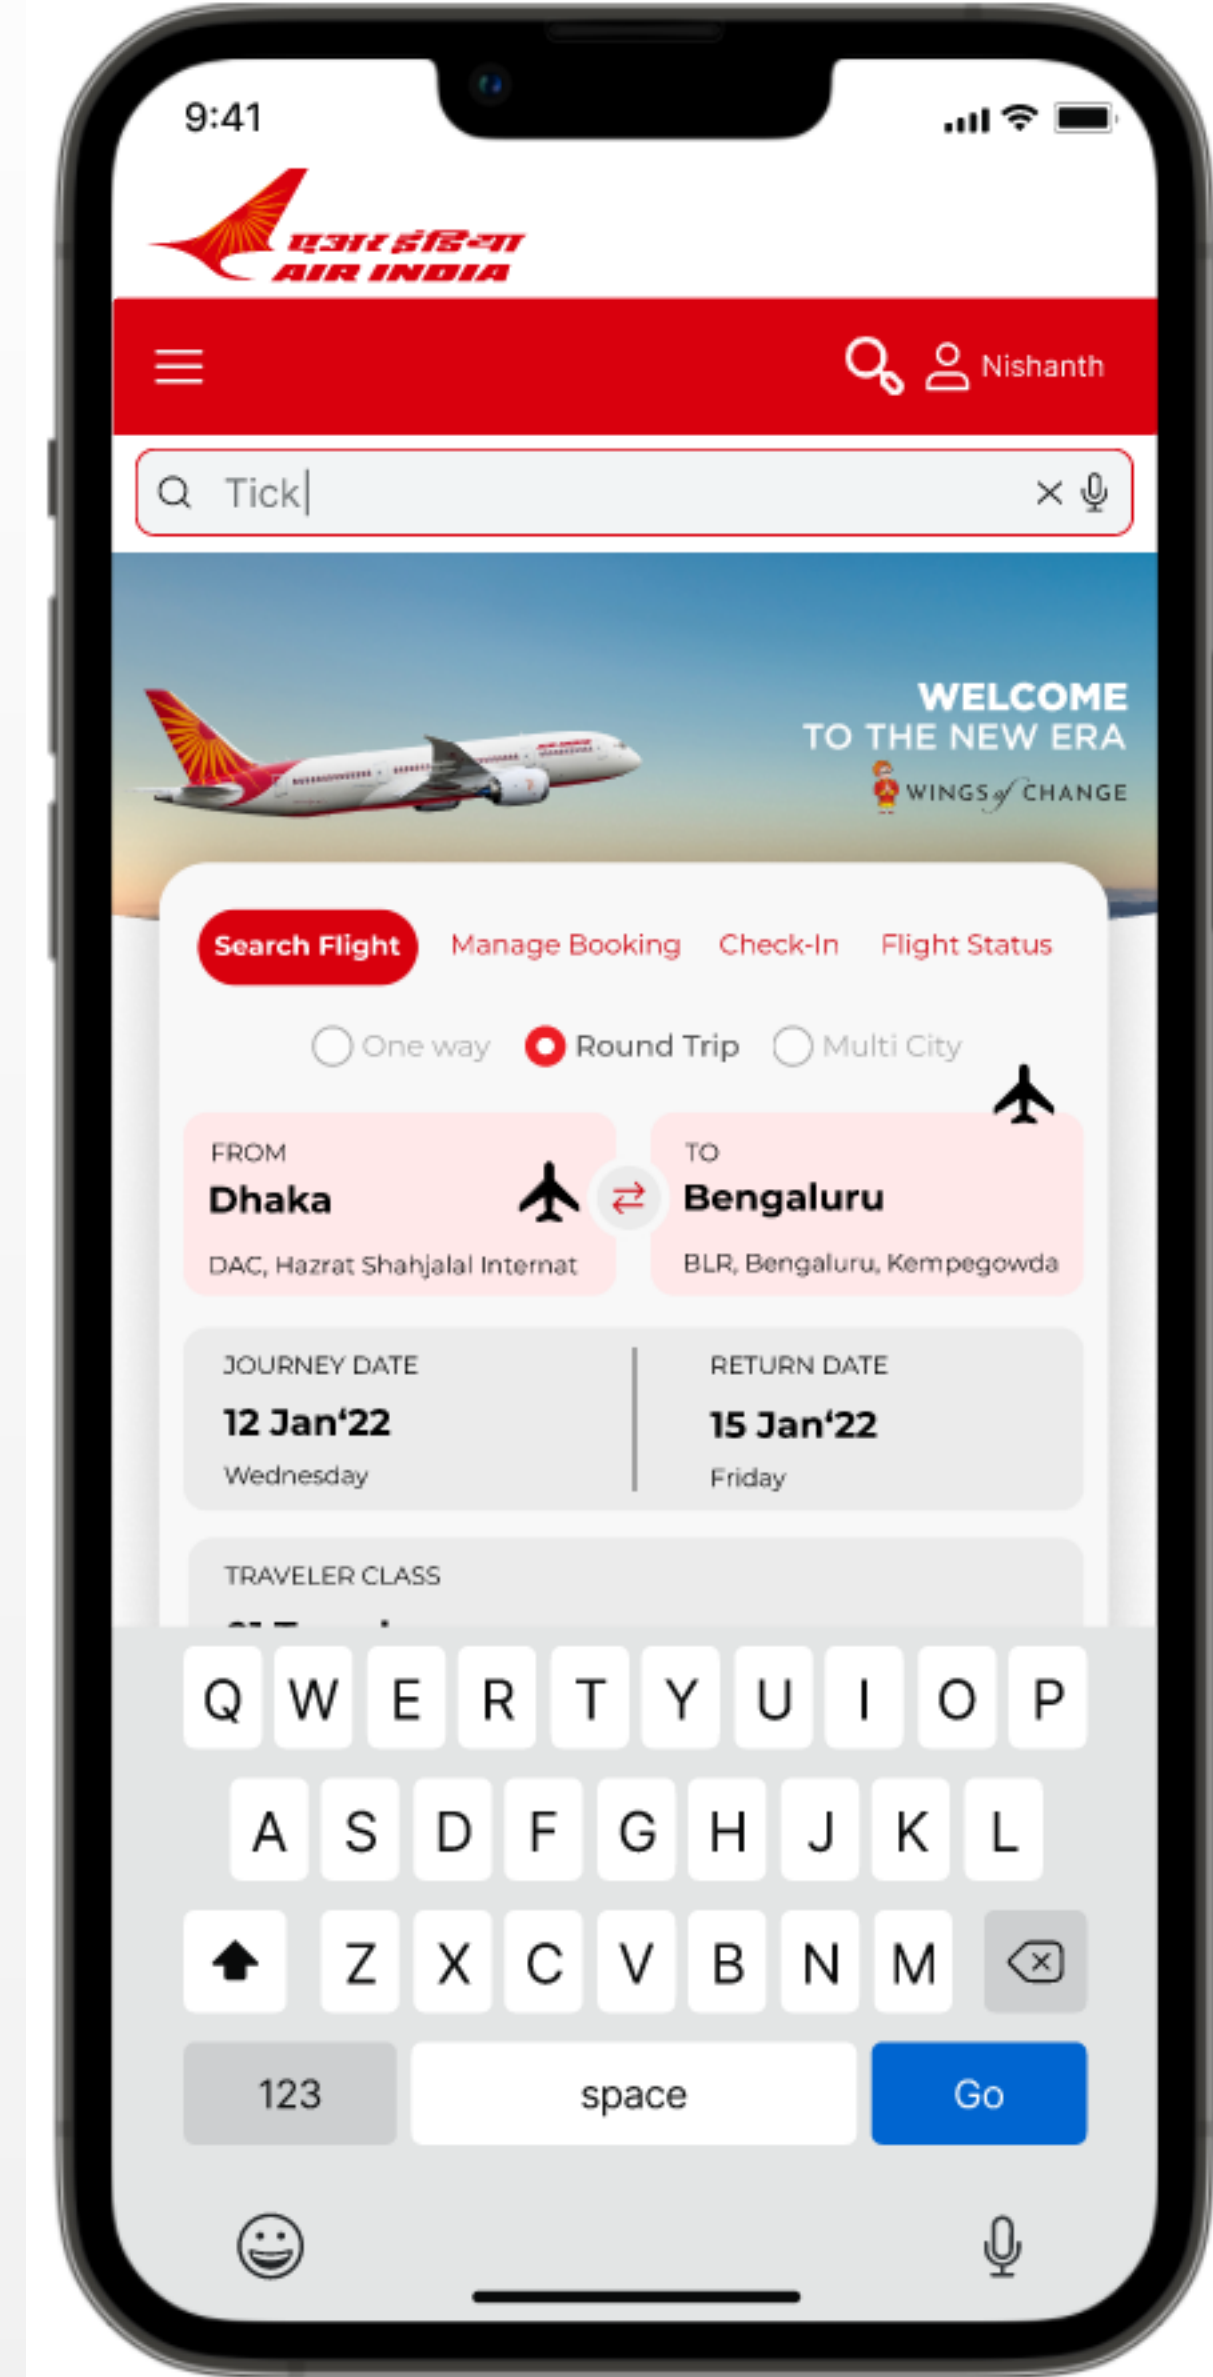 9:41
एअर इंडिया
AIR INDIA
Nishanth
Tick
WELCOME
TO THE NEW ERA
WINGS of CHANGE
Search Flight Manage Booking Check-In Flight Status
One way Round Trip Multi City
FROM
Dhaka
DAC, Hazrat Shahjalal Internat
TO
Bengaluru
BLR, Bengaluru, Kempegowda
JOURNEY DATE
12 Jan‘22
Wednesday
RETURN DATE
15 Jan‘22
Friday
TRAVELER CLASS
Q W E R T Y U I O P
A S D F G H J K L
Z X C V B N M
123 space Go